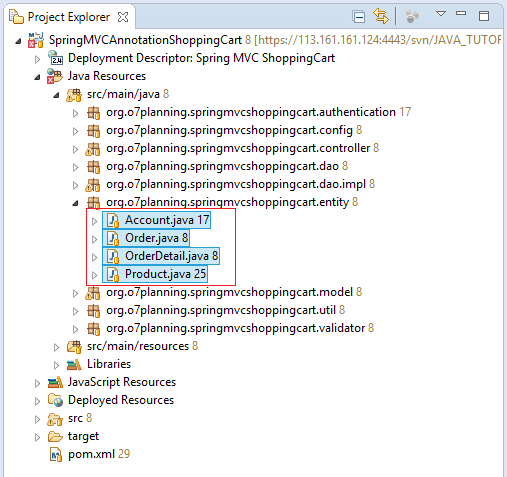 Project Explorer
SpringMVCAnnotationShoppingCart 8 [https://113.161.161.124:4443/svn/JAVA_TUTOR
Deployment Descriptor: Spring MVC ShoppingCart
Java Resources
src/main/java 8
org.o7planning.springmvcshoppingcart.authentication 17
org.o7planning.springmvcshoppingcart.config 8
org.o7planning.springmvcshoppingcart.controller 8
org.o7planning.springmvcshoppingcart.dao 8
org.o7planning.springmvcshoppingcart.dao.impl 8
org.o7planning.springmvcshoppingcart.entity 8
Account.java 17
Order.java 8
OrderDetail.java 8
Product.java 25
org.o7planning.springmvcshoppingcart.model 8
org.o7planning.springmvcshoppingcart.util 8
org.o7planning.springmvcshoppingcart.validator 8
src/main/resources 8
Libraries
JavaScript Resources
Deployed Resources
src 8
target
pom.xml 29